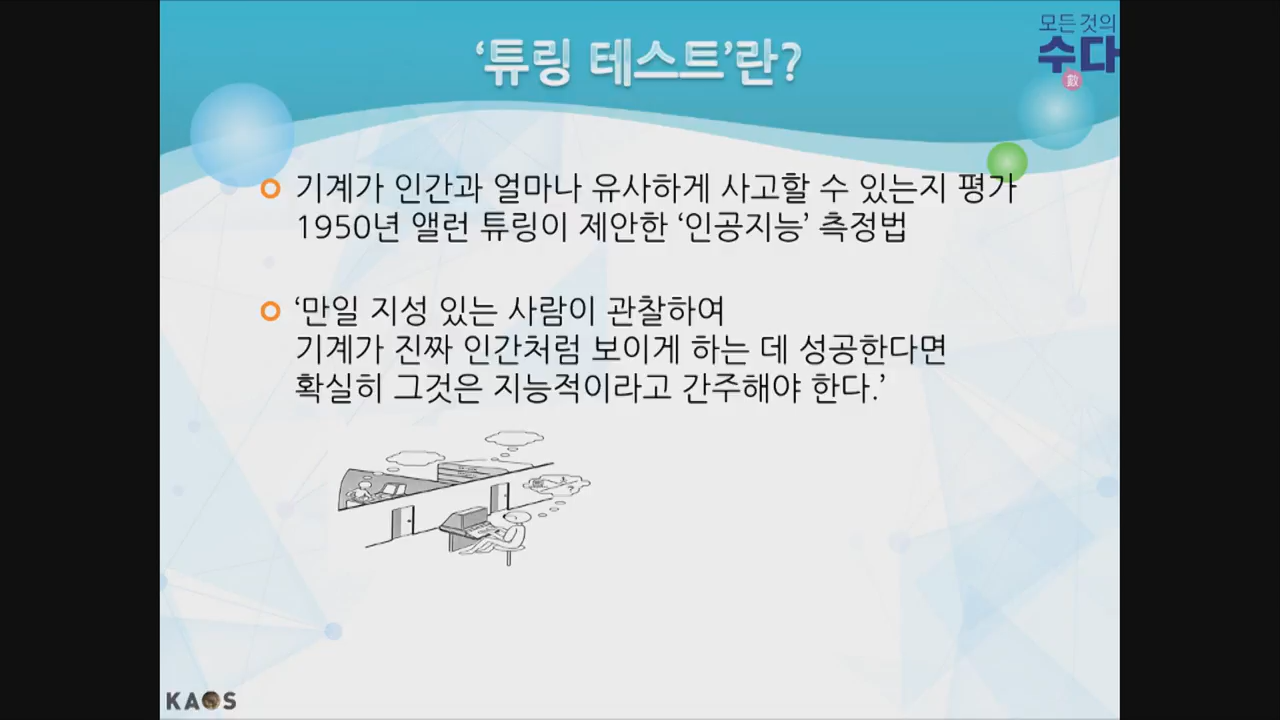 ‘튜링 테스트’란?
모든 것의
수다
數
기계가 인간과 얼마나 유사하게 사고할 수 있는지 평가
1950년 앨런 튜링이 제안한 ‘인공지능’ 측정법
‘만일 지성 있는 사람이 관찰하여
기계가 진짜 인간처럼 보이게 하는 데 성공한다면
확실히 그것은 지능적이라고 간주해야 한다.’
KAOS